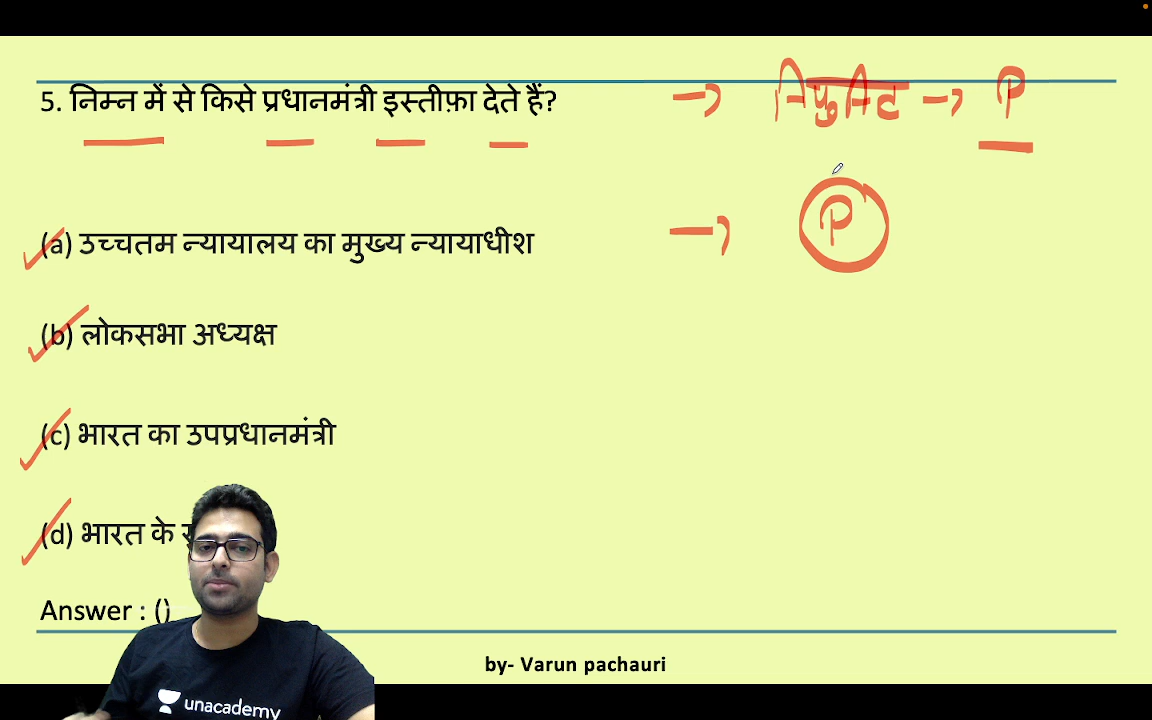 5. निम्न में से किसे प्रधानमंत्री इस्तीफ़ा देते हैं?
→ नियुक्ति → P
(a) उच्चतम न्यायालय का मुख्य न्यायाधीश
→ P
(b) लोकसभा अध्यक्ष
(c) भारत का उपप्रधानमंत्री
(d) भारत के
Answer : ()
by- Varun pachauri
unacademy